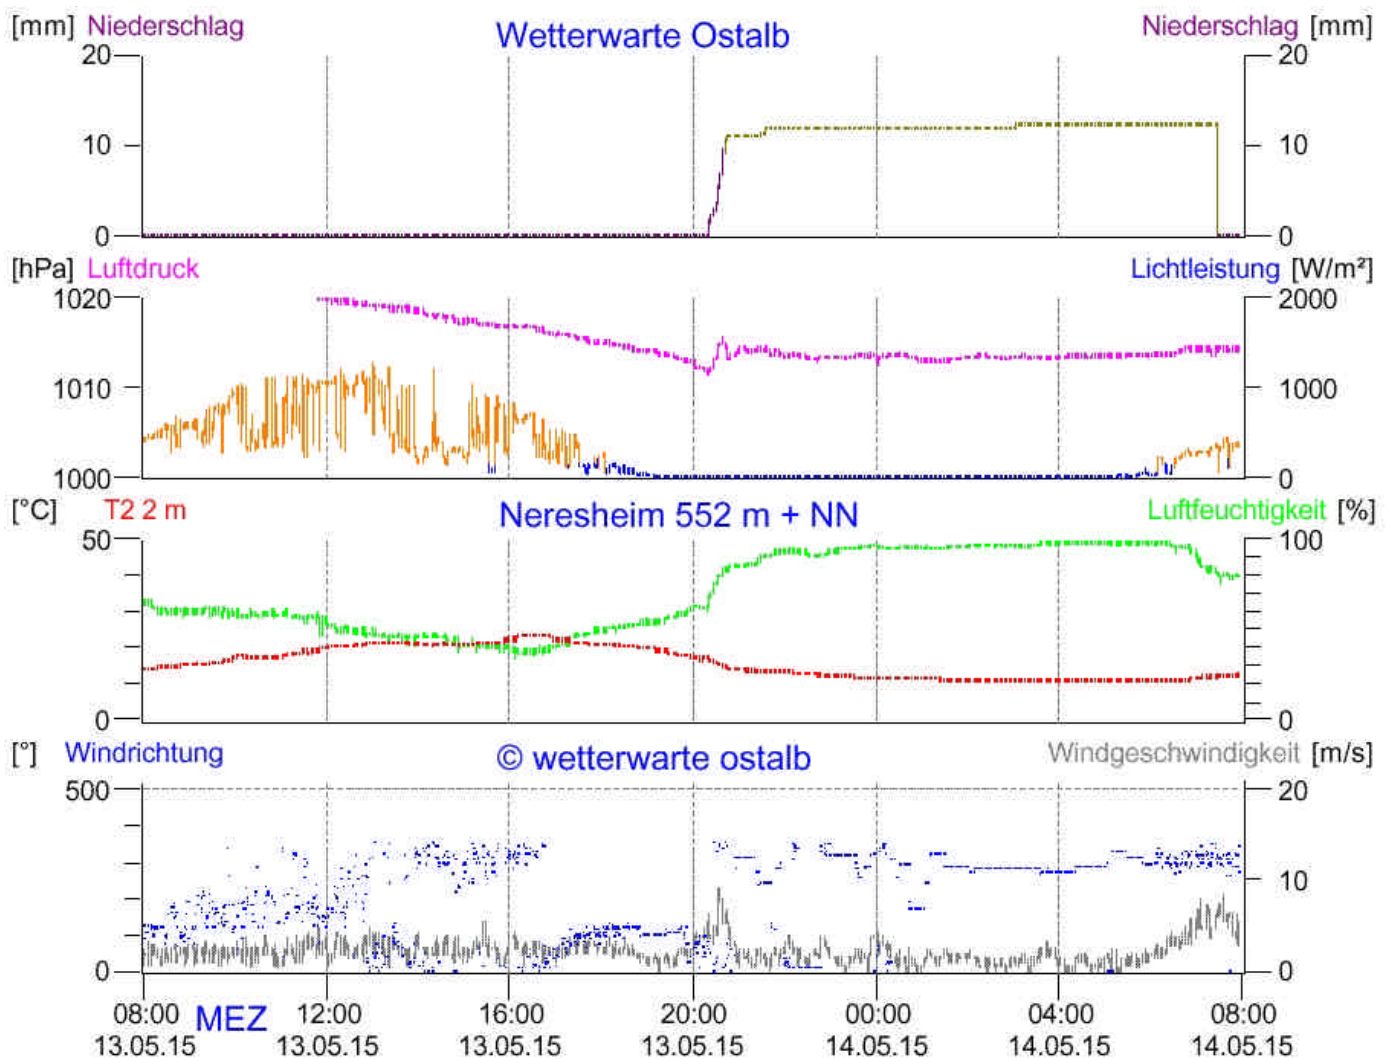 [mm] Niederschlag Wetterwarte Ostalb Niederschlag [mm]
20 20
10 10
0 0
[hPa] Luftdruck Lichtleistung [W/m²]
1020 2000
1010 1000
1000 0
[°C] T2 2 m Neresheim 552 m + NN Luftfeuchtigkeit [%]
50 100
0 0
[°] Windrichtung © wetterwarte ostalb Windgeschwindigkeit [m/s]
500 20
10
0 0
08:00 MEZ 12:00 16:00 20:00 00:00 04:00 08:00
13.05.15 13.05.15 13.05.15 13.05.15 14.05.15 14.05.15 14.05.15